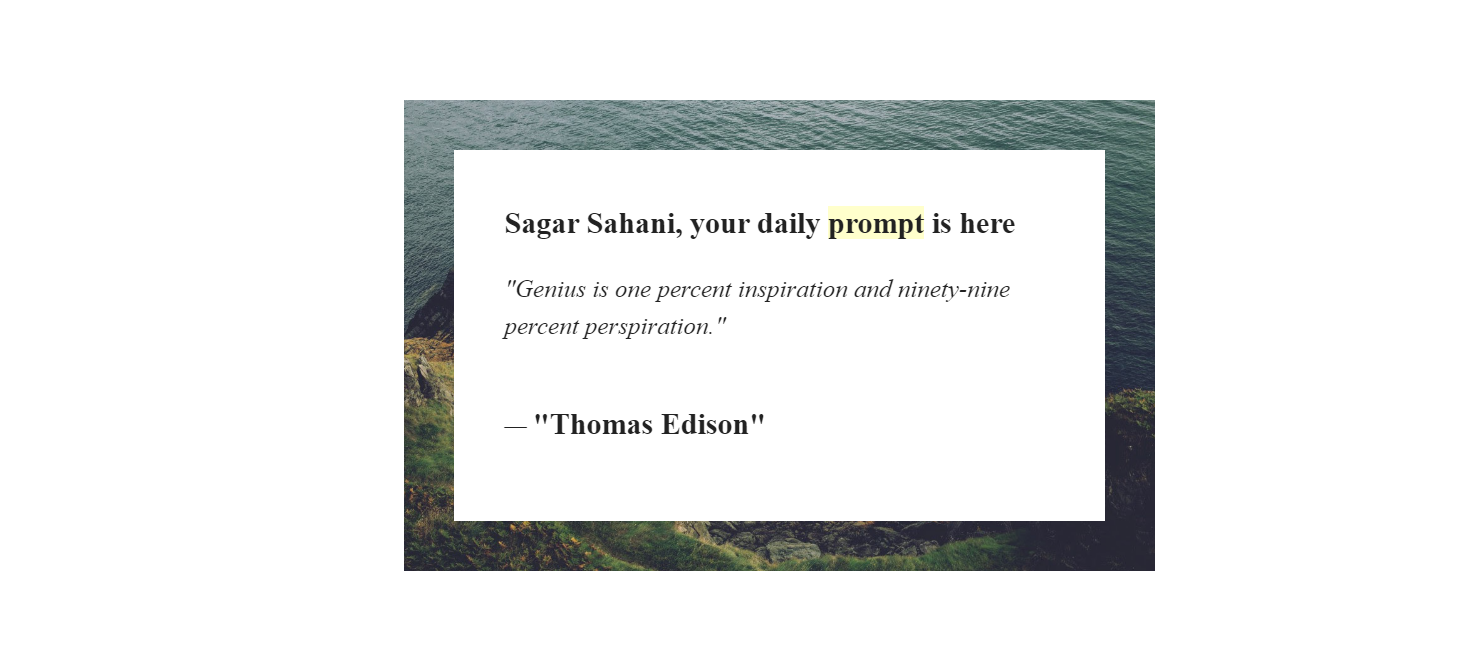 Sagar Sahani, your daily prompt is here
"Genius is one percent inspiration and ninety-nine
percent perspiration."
— "Thomas Edison"